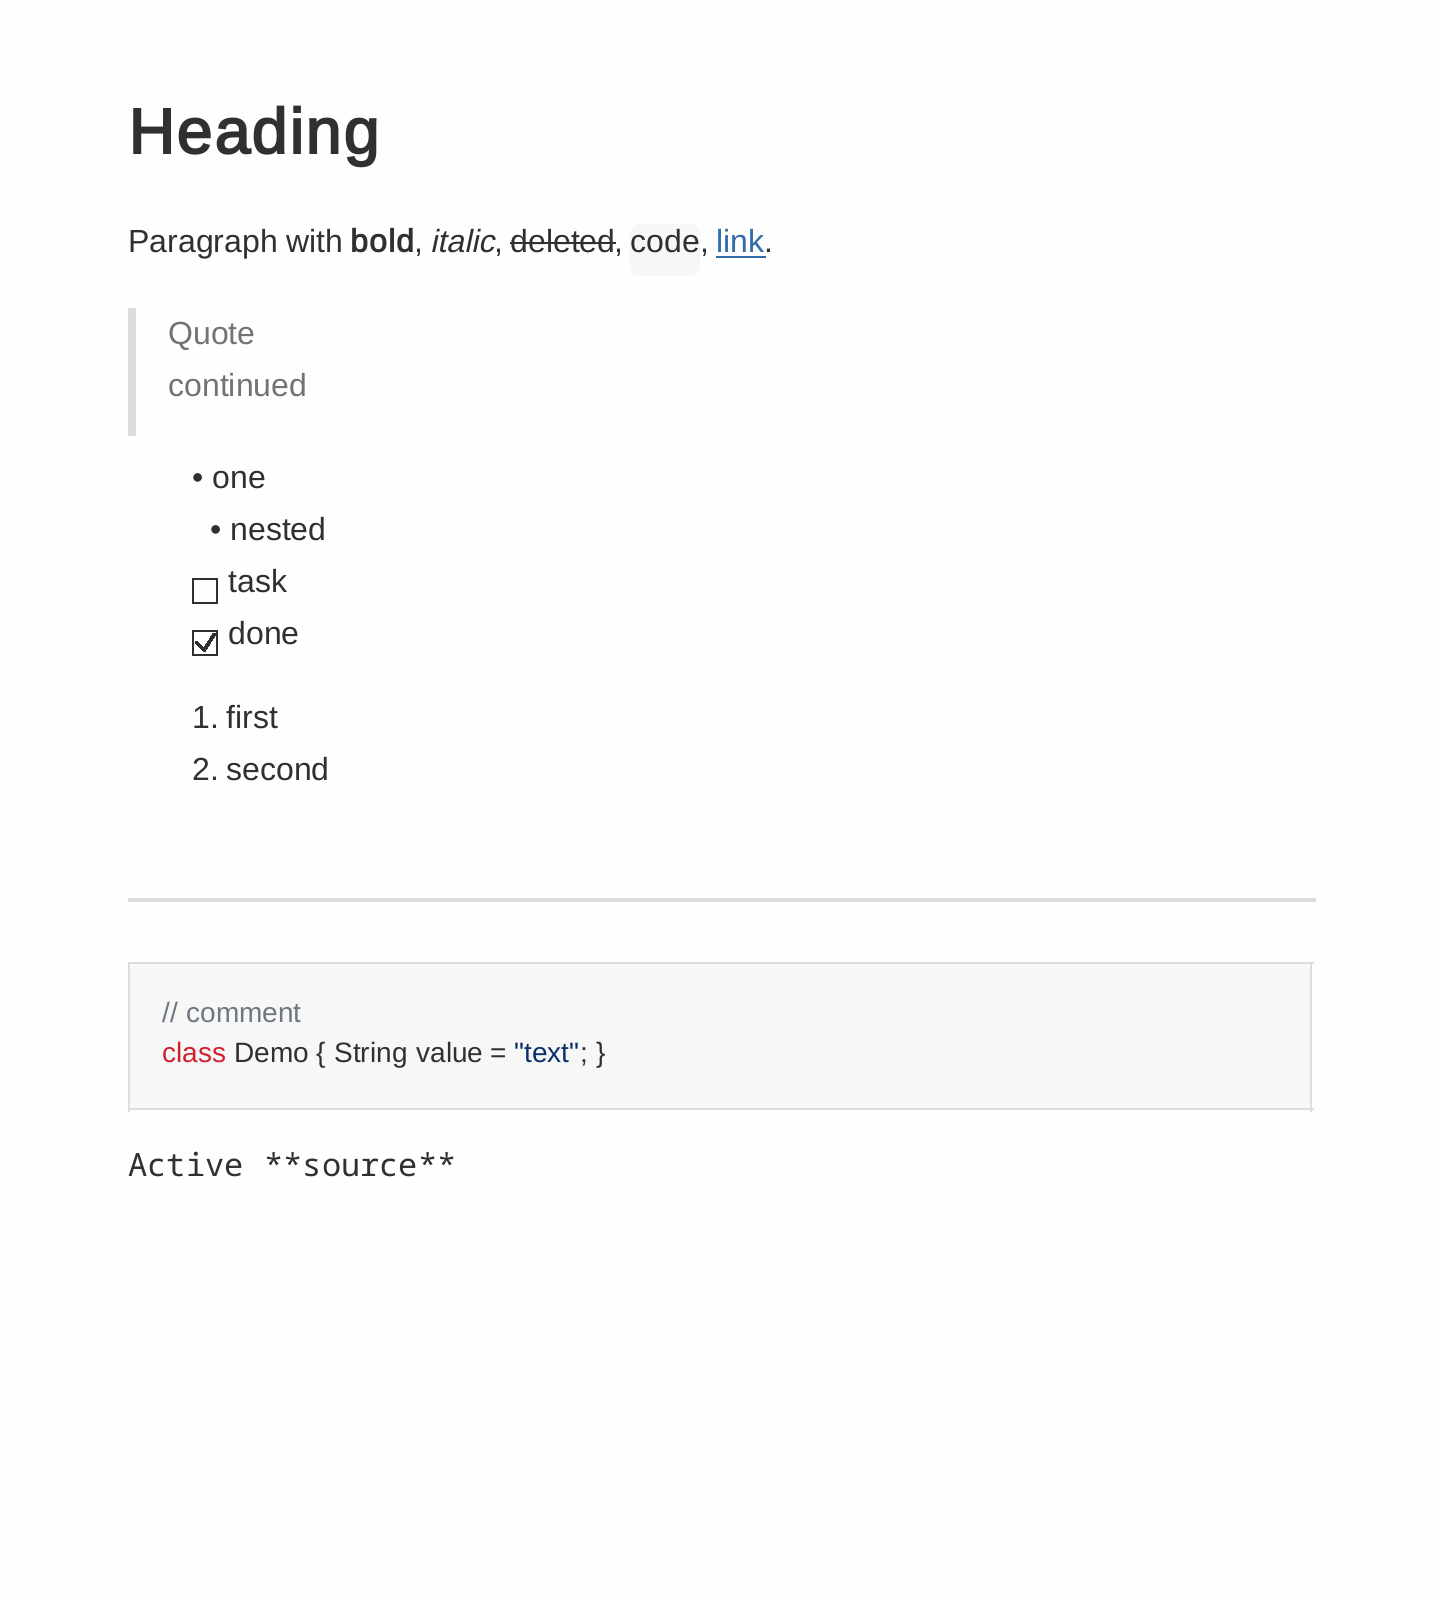 Heading
Paragraph with bold, italic, deleted, code, link.
Quote
continued
• one
• nested
☐ task
☑ done
1. first
2. second
// comment
class Demo { String value = "text"; }
Active **source**